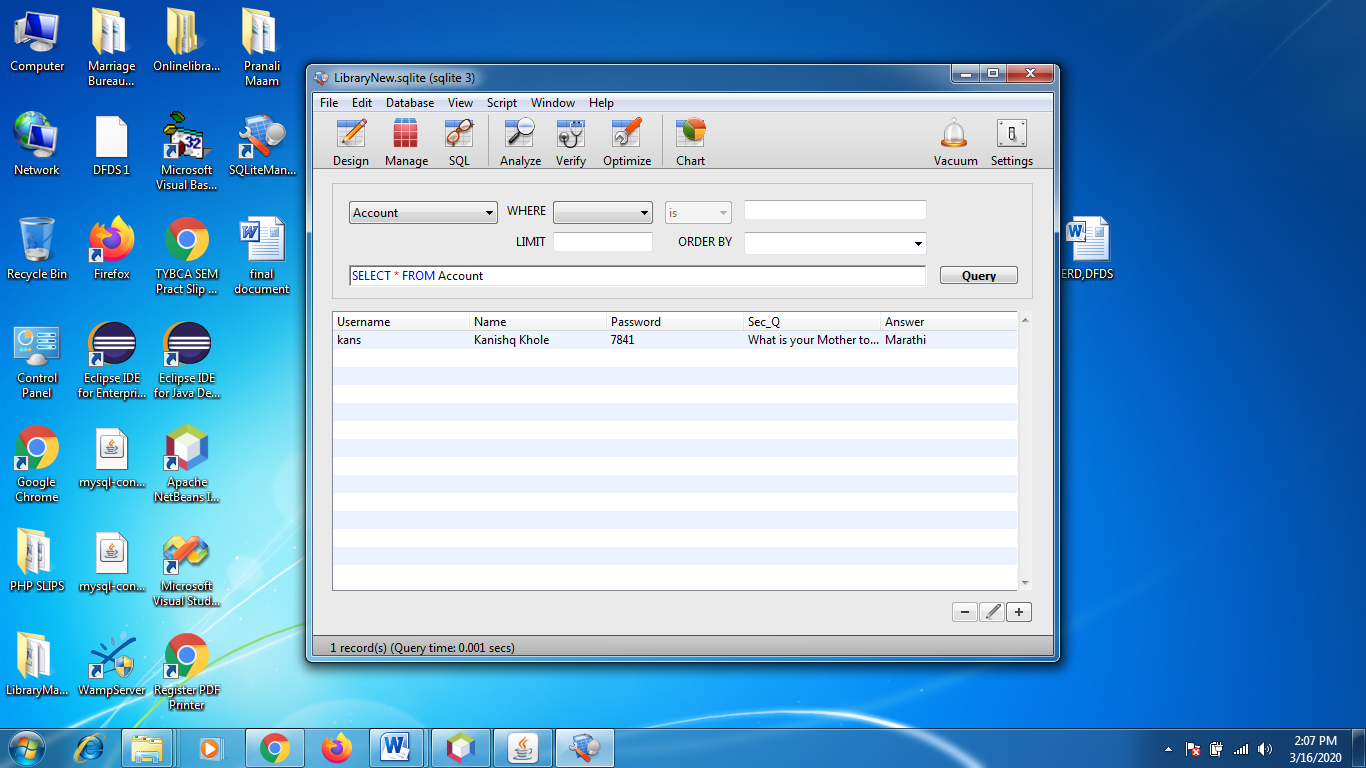 Computer
Marriage
Bureau...
Onlinelibra...
Pranali
Maam
Network
DFDS1
Microsoft
Visual Bas...
SQLiteMan...
Recycle Bin
Firefox
TYBCA SEM
Pract Slip ...
final
document
Control
Panel
Eclipse IDE
for Enterpri...
Eclipse IDE
for Java De...
Google
Chrome
mysql-con...
Apache
NetBeans I...
PHP SLIPS
mysql-con...
Microsoft
Visual Stud...
LibraryMa...
WampServer
Register PDF
Printer
LibraryNew.sqlite (sqlite 3)
File Edit Database View Script Window Help
Design Manage SQL Analyze Verify Optimize Chart Vacuum Settings
Account WHERE is
LIMIT ORDER BY
SELECT * FROM Account Query
Username Name Password Sec_Q Answer
kans Kanishq Khole 7841 What is your Mother to... Marathi
1 record(s) (Query time: 0.001 secs)
ERD,DFDS
2:07 PM
3/16/2020